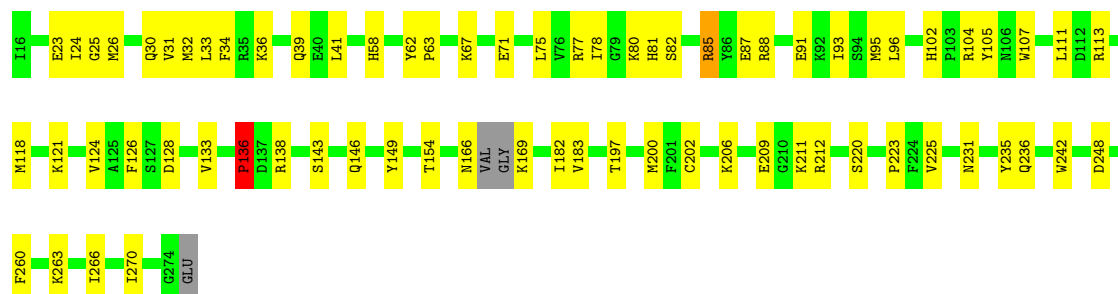 I16 E23 I24 G25 M26 Q30 V31 M32 L33 F34 R35 K36 Q39 E40 L41 H58 Y62 P63 K67 E71 L75 V76 R77 I78 G79 K80 H81 S82 R85 Y86 E87 R88 E91 K92 I93 S94 M95 L96 H102 P103 R104 Y105 N106 W107 L111 D112 R113
M118 K121 V124 A125 F126 S127 D128 V133 P136 D137 R138 S143 Q146 Y149 T154 N166 VAL GLY K169 I182 V183 T197 M200 F201 C202 K206 E209 G210 K211 R212 S220 P223 F224 V225 N231 Y235 Q236 W242 D248
F260 K263 I266 I270 G274 GLU